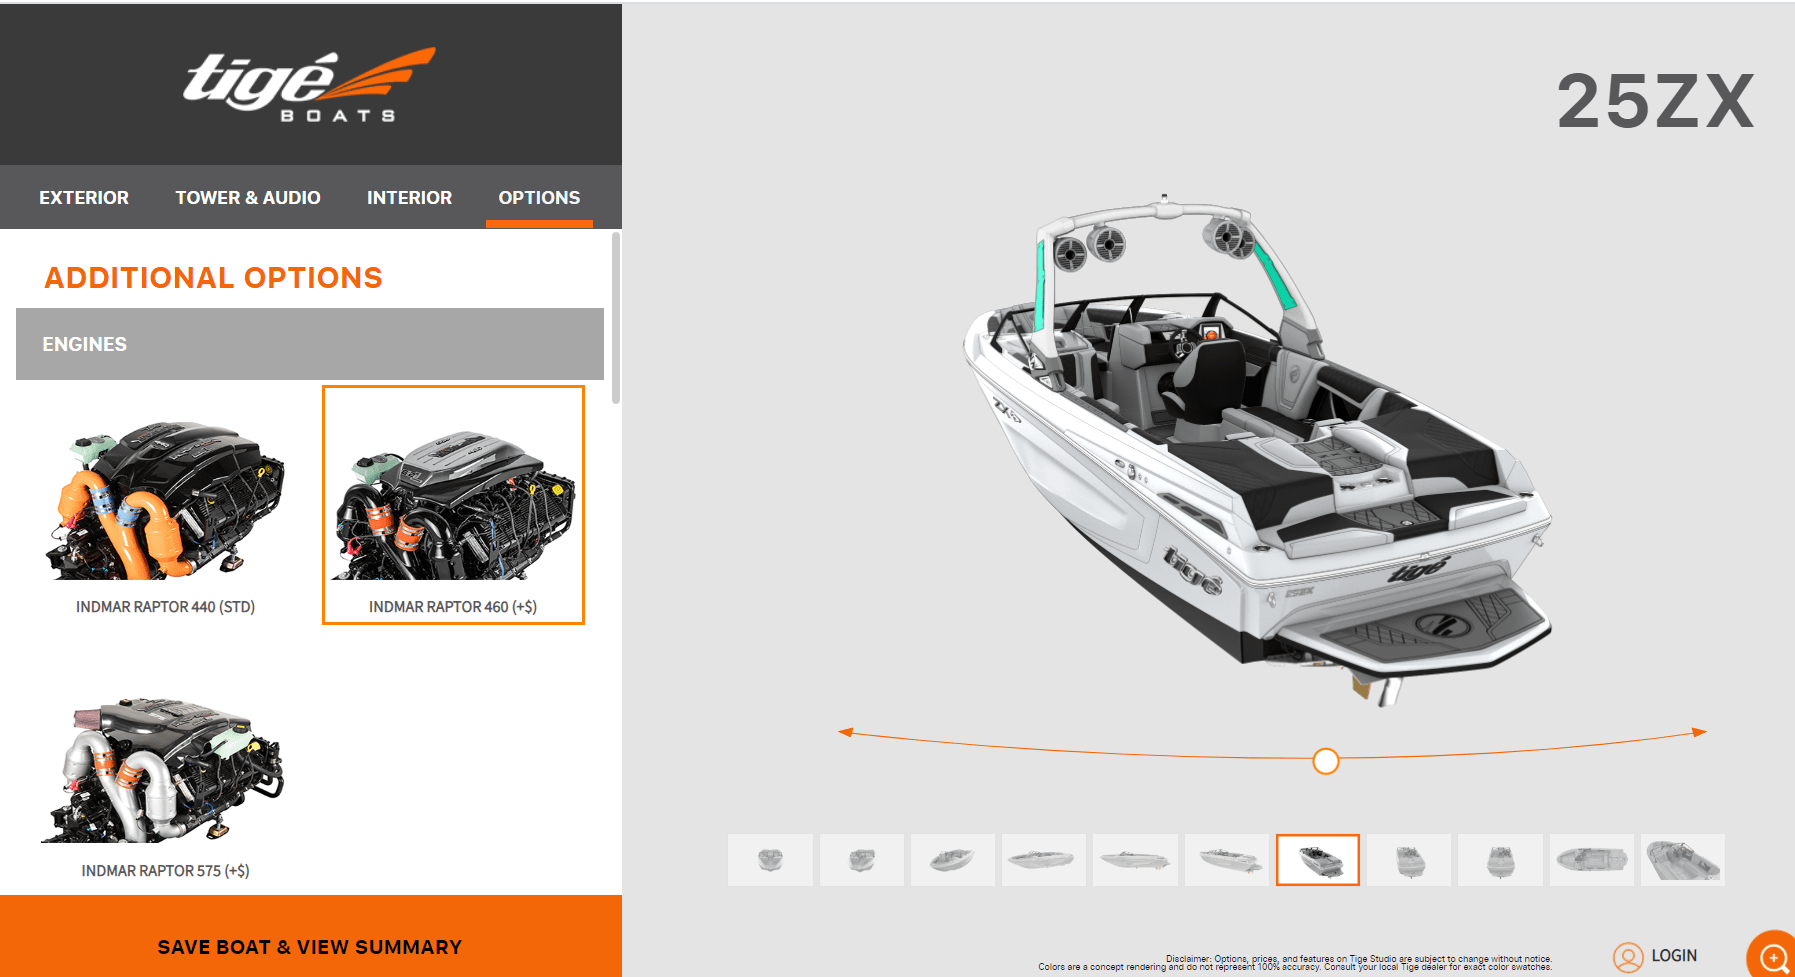 tigé
BOATS
25ZX
EXTERIOR
TOWER & AUDIO
INTERIOR
OPTIONS
ADDITIONAL OPTIONS
ENGINES
INDMAR RAPTOR 440 (STD)
INDMAR RAPTOR 460 (+$)
INDMAR RAPTOR 575 (+$)
SAVE BOAT & VIEW SUMMARY
tigé
tigé
Disclaimer: Options, prices, and features on Tige Studio are subject to change without notice.
Colors are a concept rendering and do not represent 100% accuracy. Consult your local Tige dealer for exact color swatches.
LOGIN